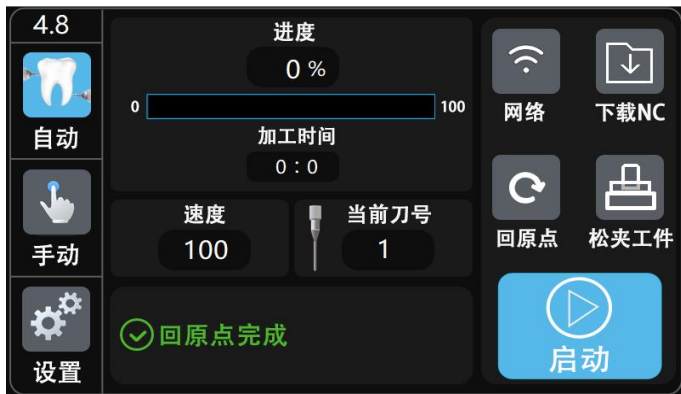 4.8
自动
手动
设置
进度
0 %
0
100
加工时间
0 : 0
速度
100
当前刀号
1
回原点完成
网络
下载NC
回原点
松夹工件
启动